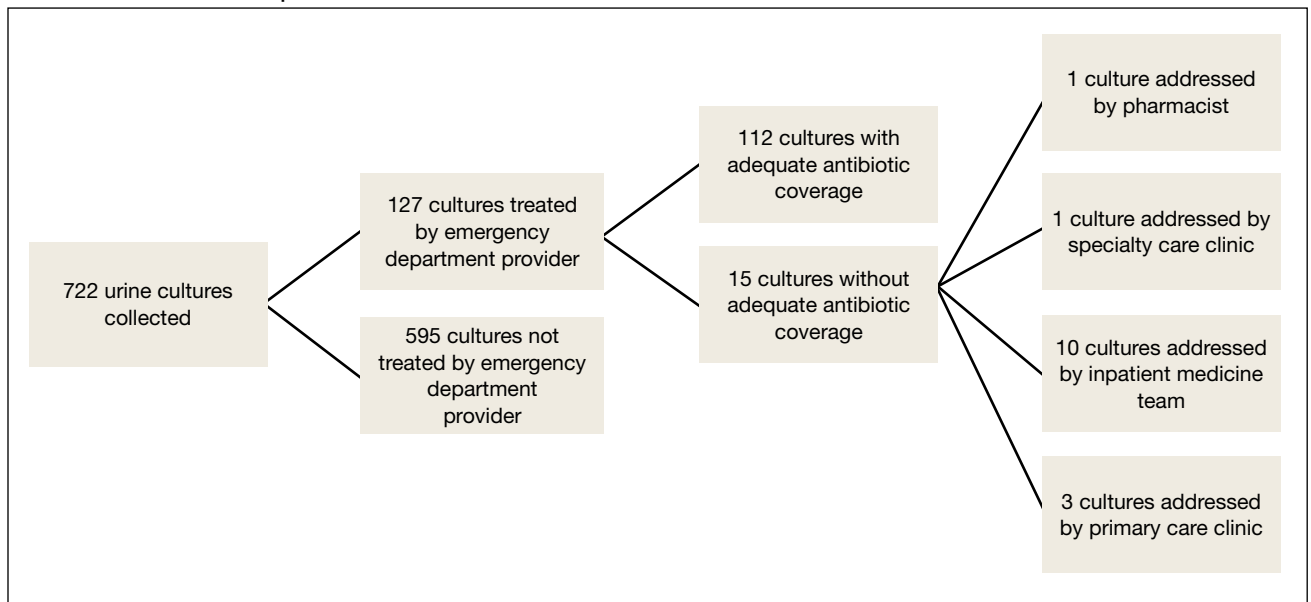 722 urine cultures
collected
127 cultures treated
by emergency
department provider
595 cultures not
treated by emergency
department
provider
112 cultures with
adequate antibiotic
coverage
15 cultures without
adequate antibiotic
coverage
1 culture addressed
by pharmacist
1 culture addressed by
specialty care clinic
10 cultures addressed
by inpatient medicine
team
3 cultures addressed
by primary care clinic